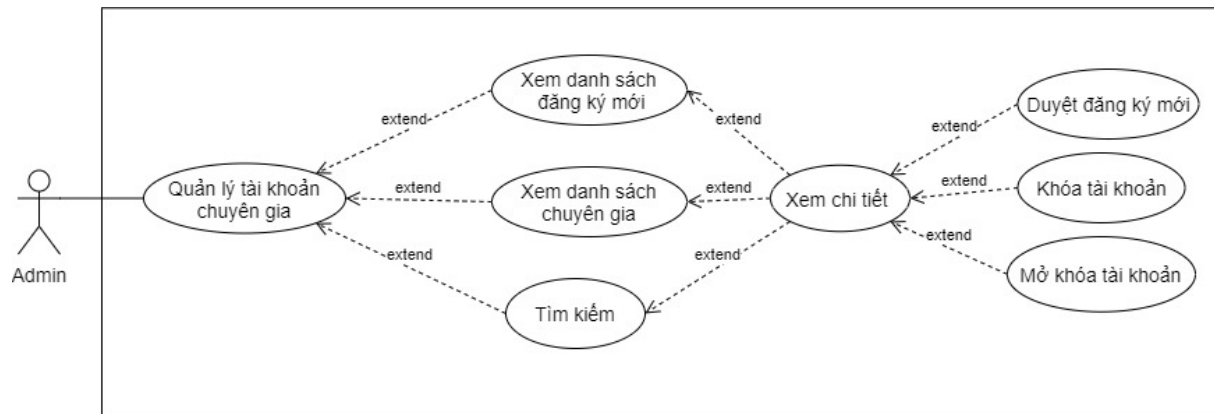 Xem danh sách
đăng ký mới
Duyệt đăng ký mới
extend
extend
extend
extend
Quản lý tài khoản
chuyên gia
extend
Xem danh sách
chuyên gia
extend
Xem chi tiết
extend
Khóa tài khoản
extend
extend
extend
Admin
Mở khóa tài khoản
Tìm kiếm